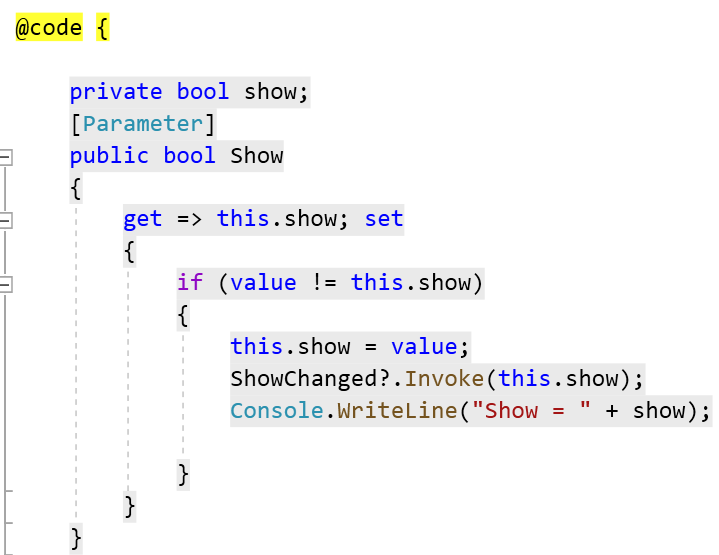 @code {
private bool show;
[Parameter]
public bool Show
{
get => this.show; set
{
if (value != this.show)
{
this.show = value;
ShowChanged?.Invoke(this.show);
Console.WriteLine("Show = " + show);
}
}
}